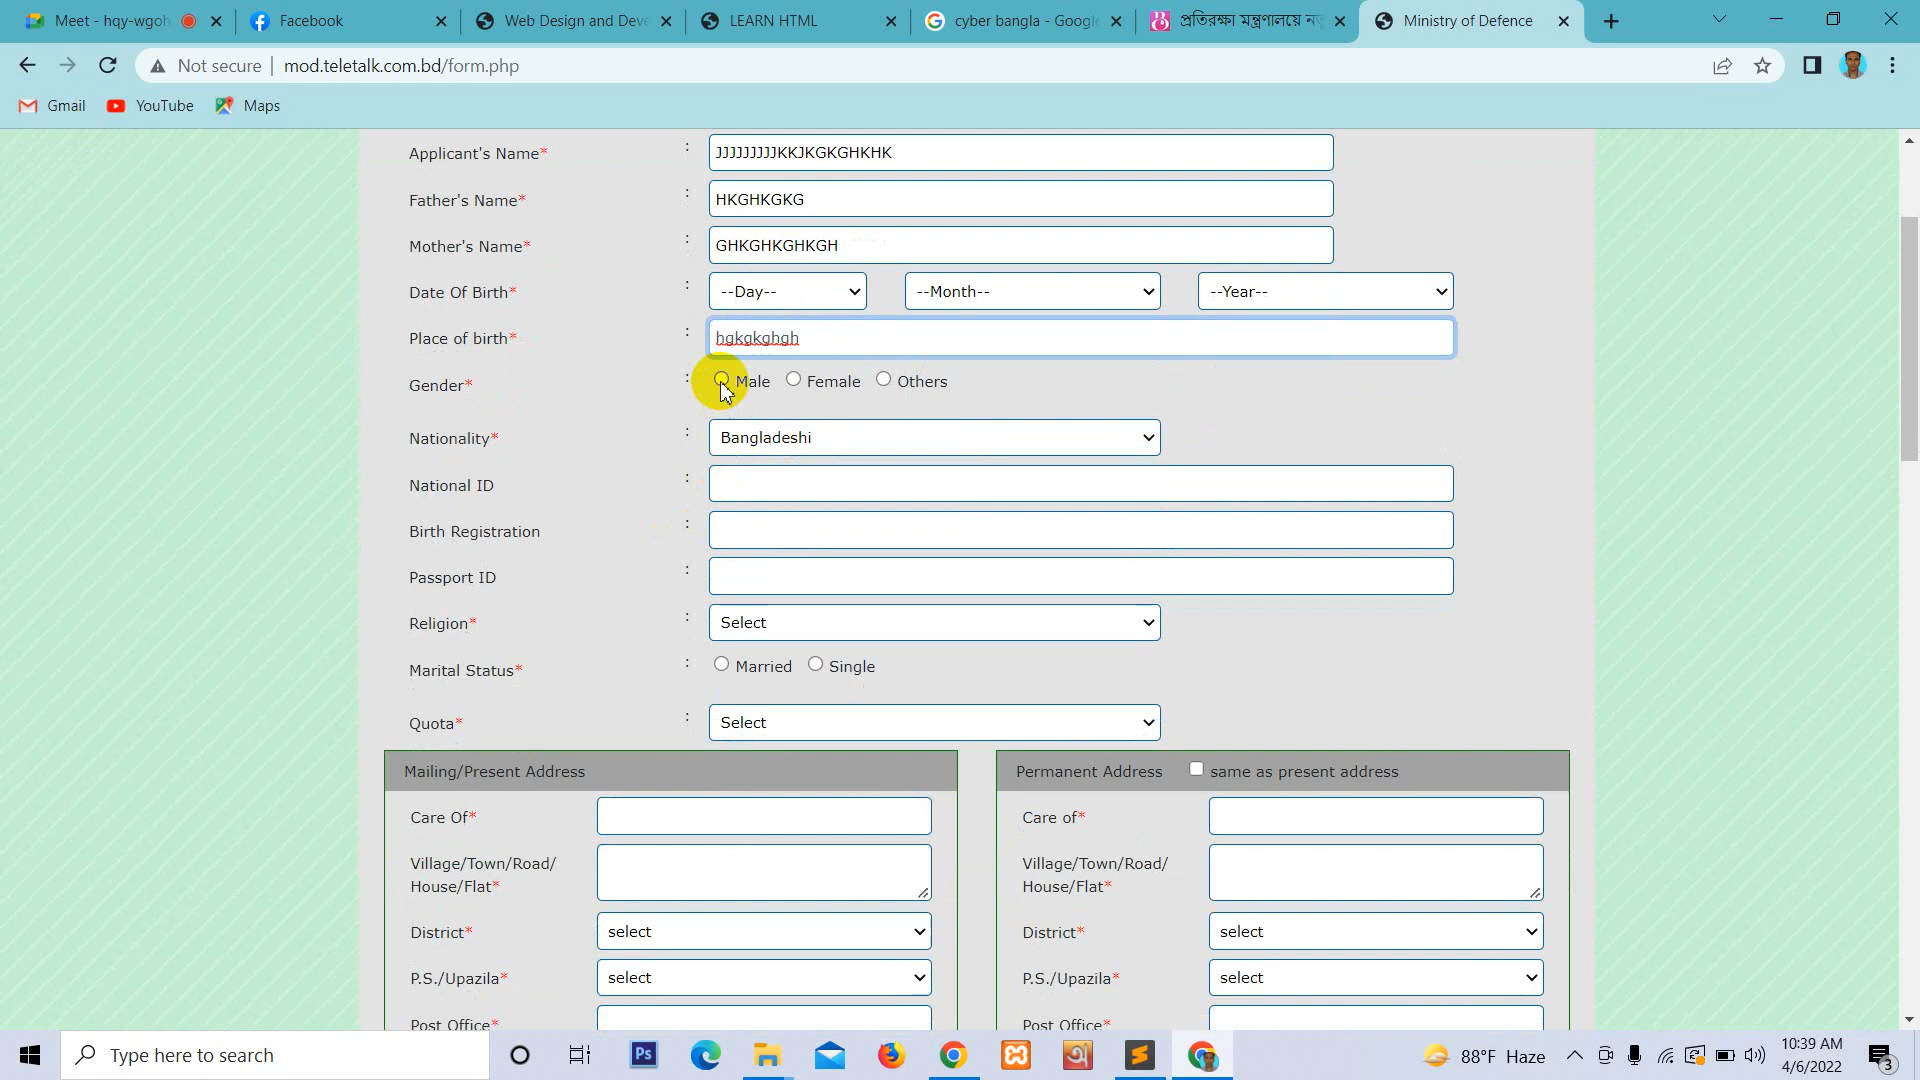 Meet - hqy-wgoh
Facebook
Web Design and Deve
LEARN HTML
cyber bangla - Google
প্রতিরক্ষা মন্ত্রণালয়ে নতু
Ministry of Defence
Not secure
mod.teletalk.com.bd/form.php
Gmail
YouTube
Maps
Applicant's Name* : JJJJJJJJJKKJKGKGHKHK
Father's Name* : HKGHKGKG
Mother's Name* : GHKGHKGHKGH
Date Of Birth* : --Day-- --Month-- --Year--
Place of birth* : hgkgkghgh
Gender* : Male Female Others
Nationality* : Bangladeshi
National ID :
Birth Registration :
Passport ID :
Religion* : Select
Marital Status* : Married Single
Quota* : Select
Mailing/Present Address
Care Of*
Village/Town/Road/
House/Flat*
District* select
P.S./Upazila* select
Post Office*
Permanent Address same as present address
Care of*
Village/Town/Road/
House/Flat*
District* select
P.S./Upazila* select
Post Office*
Type here to search
Ps
88°F Haze
10:39 AM
4/6/2022
3